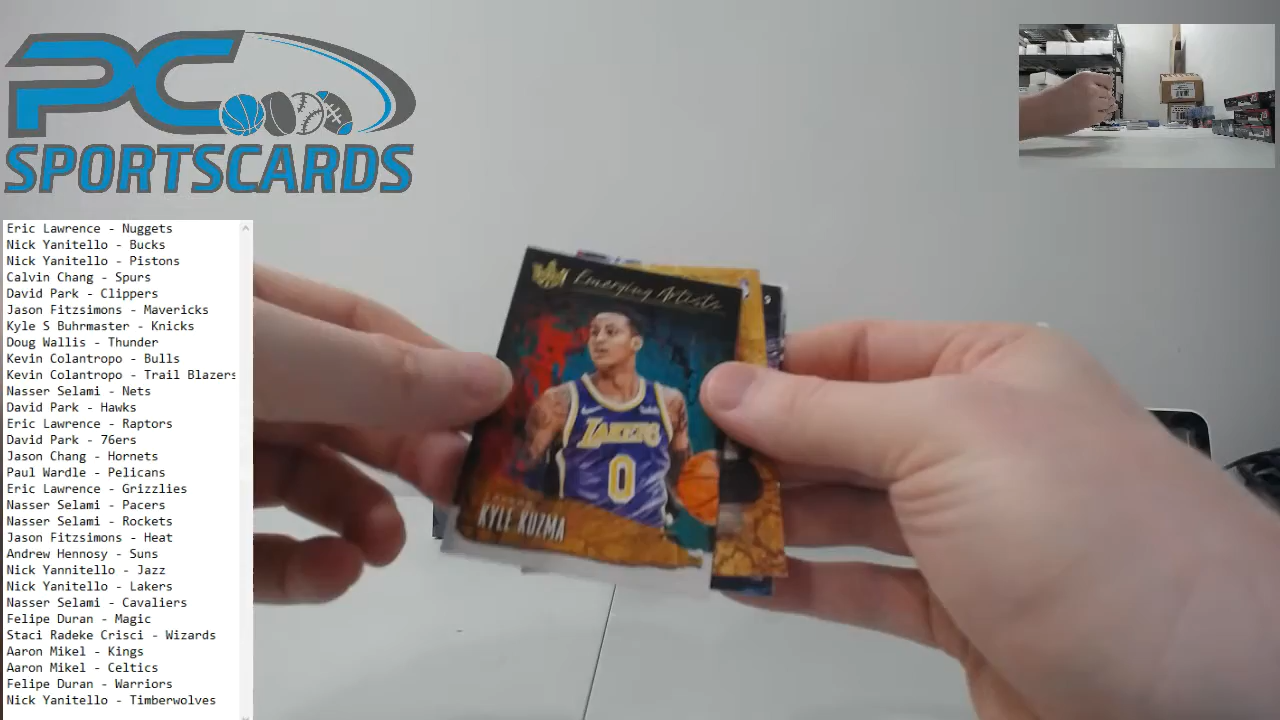 PC
SPORTSCARDS
Eric Lawrence - Nuggets
Nick Yanitello - Bucks
Nick Yanitello - Pistons
Calvin Chang - Spurs
David Park - Clippers
Jason Fitzsimons - Mavericks
Kyle S Buhrmaster - Knicks
Doug Wallis - Thunder
Kevin Colantropo - Bulls
Kevin Colantropo - Trail Blazers
Nasser Selami - Nets
David Park - Hawks
Eric Lawrence - Raptors
David Park - 76ers
Jason Chang - Hornets
Paul Wardle - Pelicans
Eric Lawrence - Grizzlies
Nasser Selami - Pacers
Nasser Selami - Rockets
Jason Fitzsimons - Heat
Andrew Hennosy - Suns
Nick Yannitello - Jazz
Nick Yanitello - Lakers
Nasser Selami - Cavaliers
Felipe Duran - Magic
Staci Radeke Crisci - Wizards
Aaron Mikel - Kings
Aaron Mikel - Celtics
Felipe Duran - Warriors
Nick Yanitello - Timberwolves
Emerging Artists
LAKERS
0
KYLE KUZMA